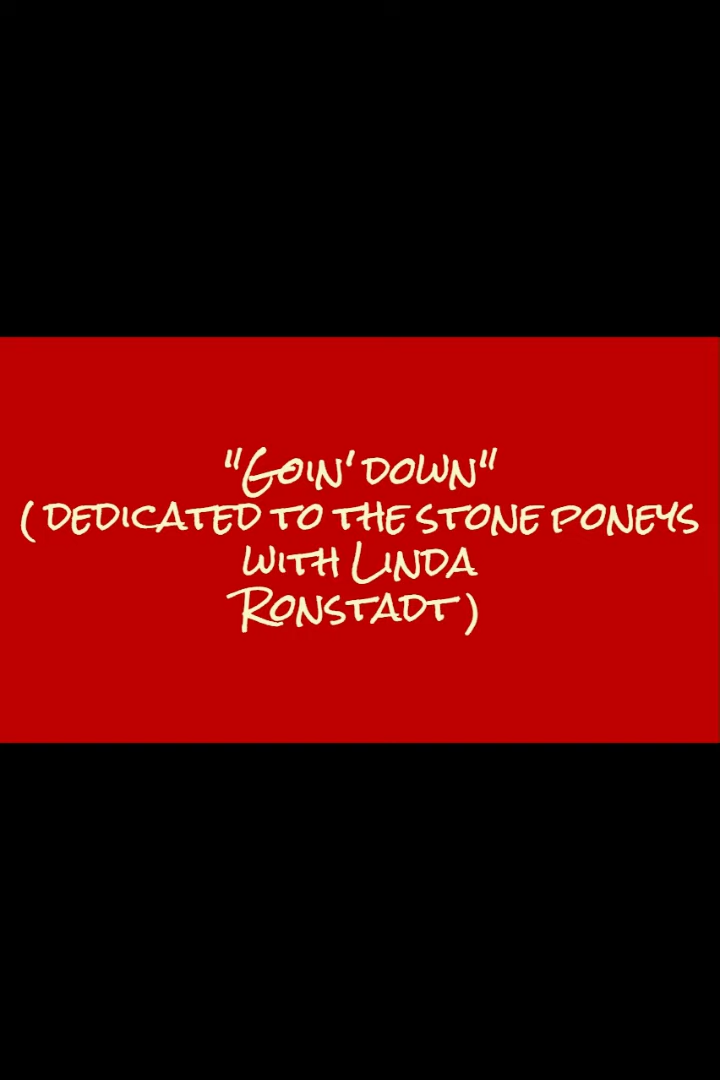 "Goin' down"
( dedicated to the stone poneys
with Linda
Ronstadt )